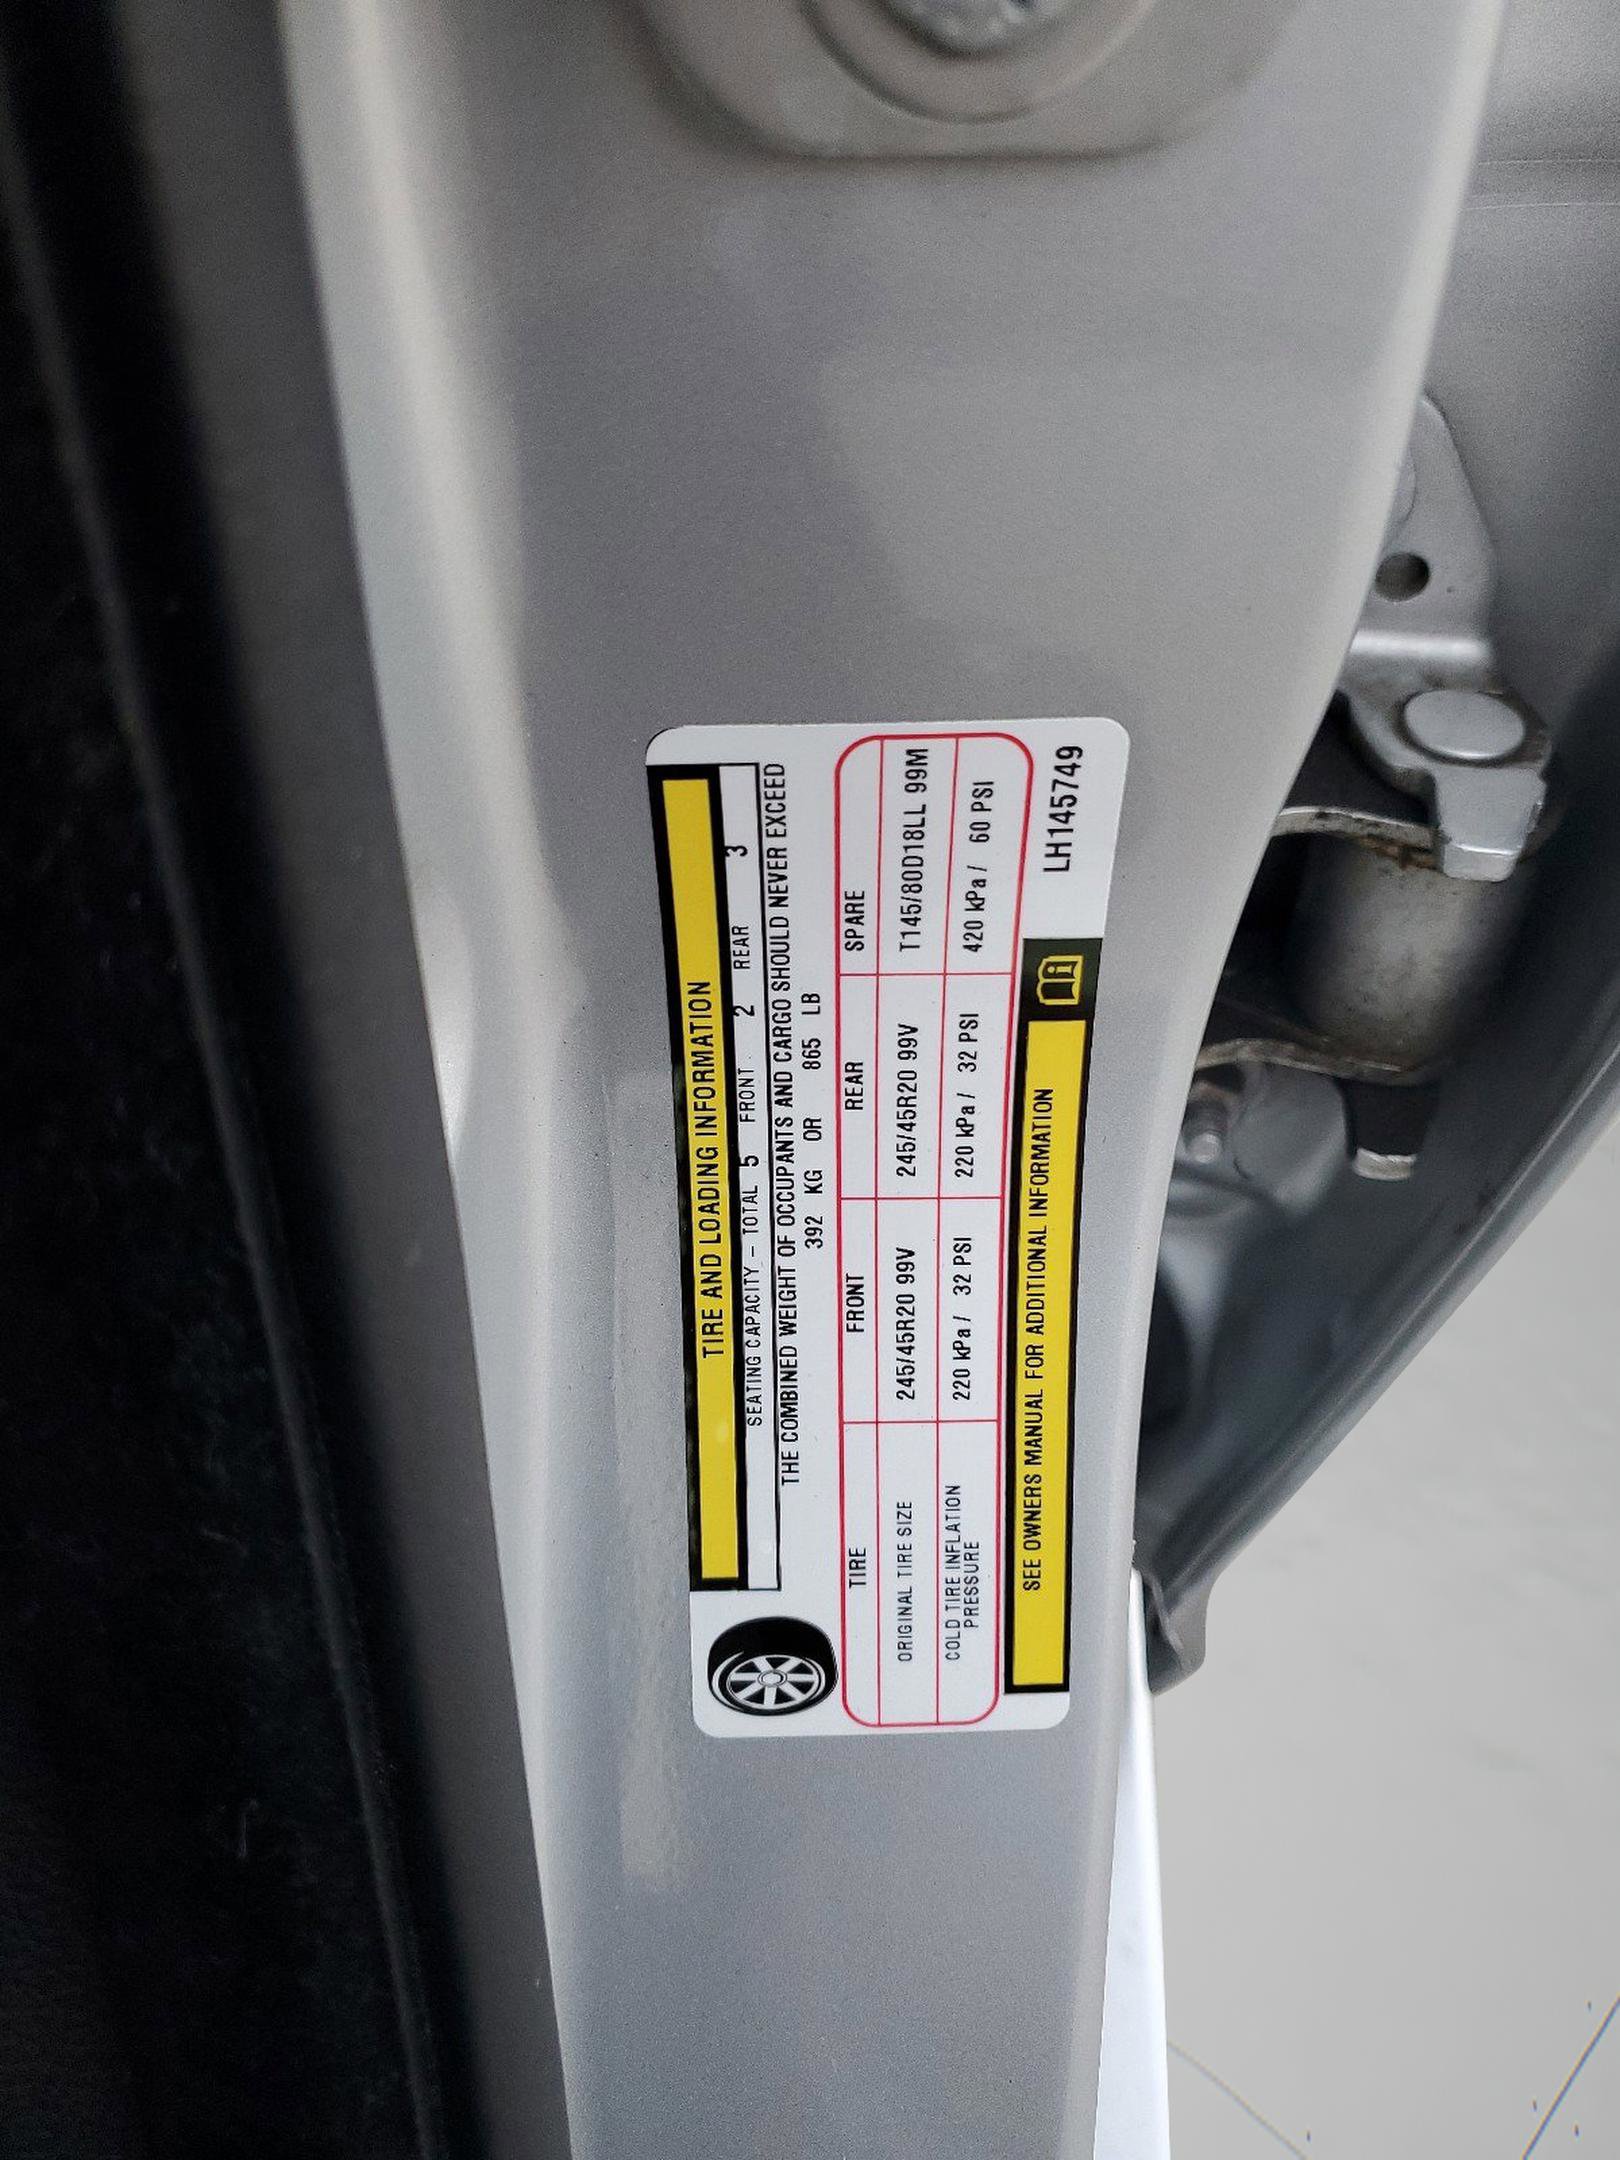 TIRE AND LOADING INFORMATION
SEATING CAPACITY – TOTAL 5 FRONT 2 REAR 3
THE COMBINED WEIGHT OF OCCUPANTS AND CARGO SHOULD NEVER EXCEED
392 KG OR 865 LB
TIRE FRONT REAR SPARE
ORIGINAL TIRE SIZE 245/45R20 99V 245/45R20 99V T145/80D18LL 99M
COLD TIRE INFLATION
PRESSURE 220 kPa / 32 PSI 220 kPa / 32 PSI 420 kPa / 60 PSI
SEE OWNERS MANUAL FOR ADDITIONAL INFORMATION
LH145749